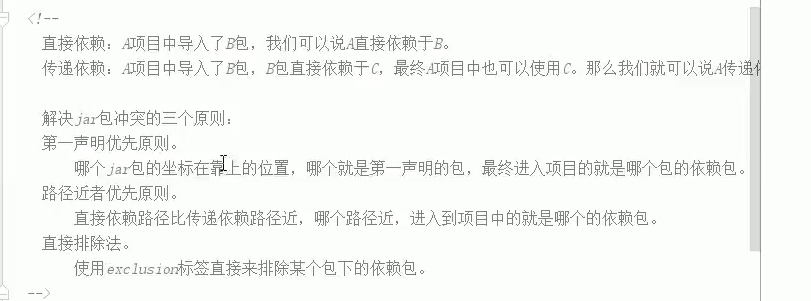 <!--
直接依赖：A项目中导入了B包，我们可以说A直接依赖于B。
传递依赖：A项目中导入了B包，B包直接依赖于C，最终A项目中也可以使用C。那么我们就可以说A传递
解决jar包冲突的三个原则：
第一声明优先原则。
哪个jar包的坐标在靠上的位置，哪个就是第一声明的包，最终进入项目的就是哪个包的依赖包。
路径近者优先原则。
直接依赖路径比传递依赖路径近，哪个路径近，进入到项目中的就是哪个的依赖包。
直接排除法。
使用exclusion标签直接来排除某个包下的依赖包。
-->